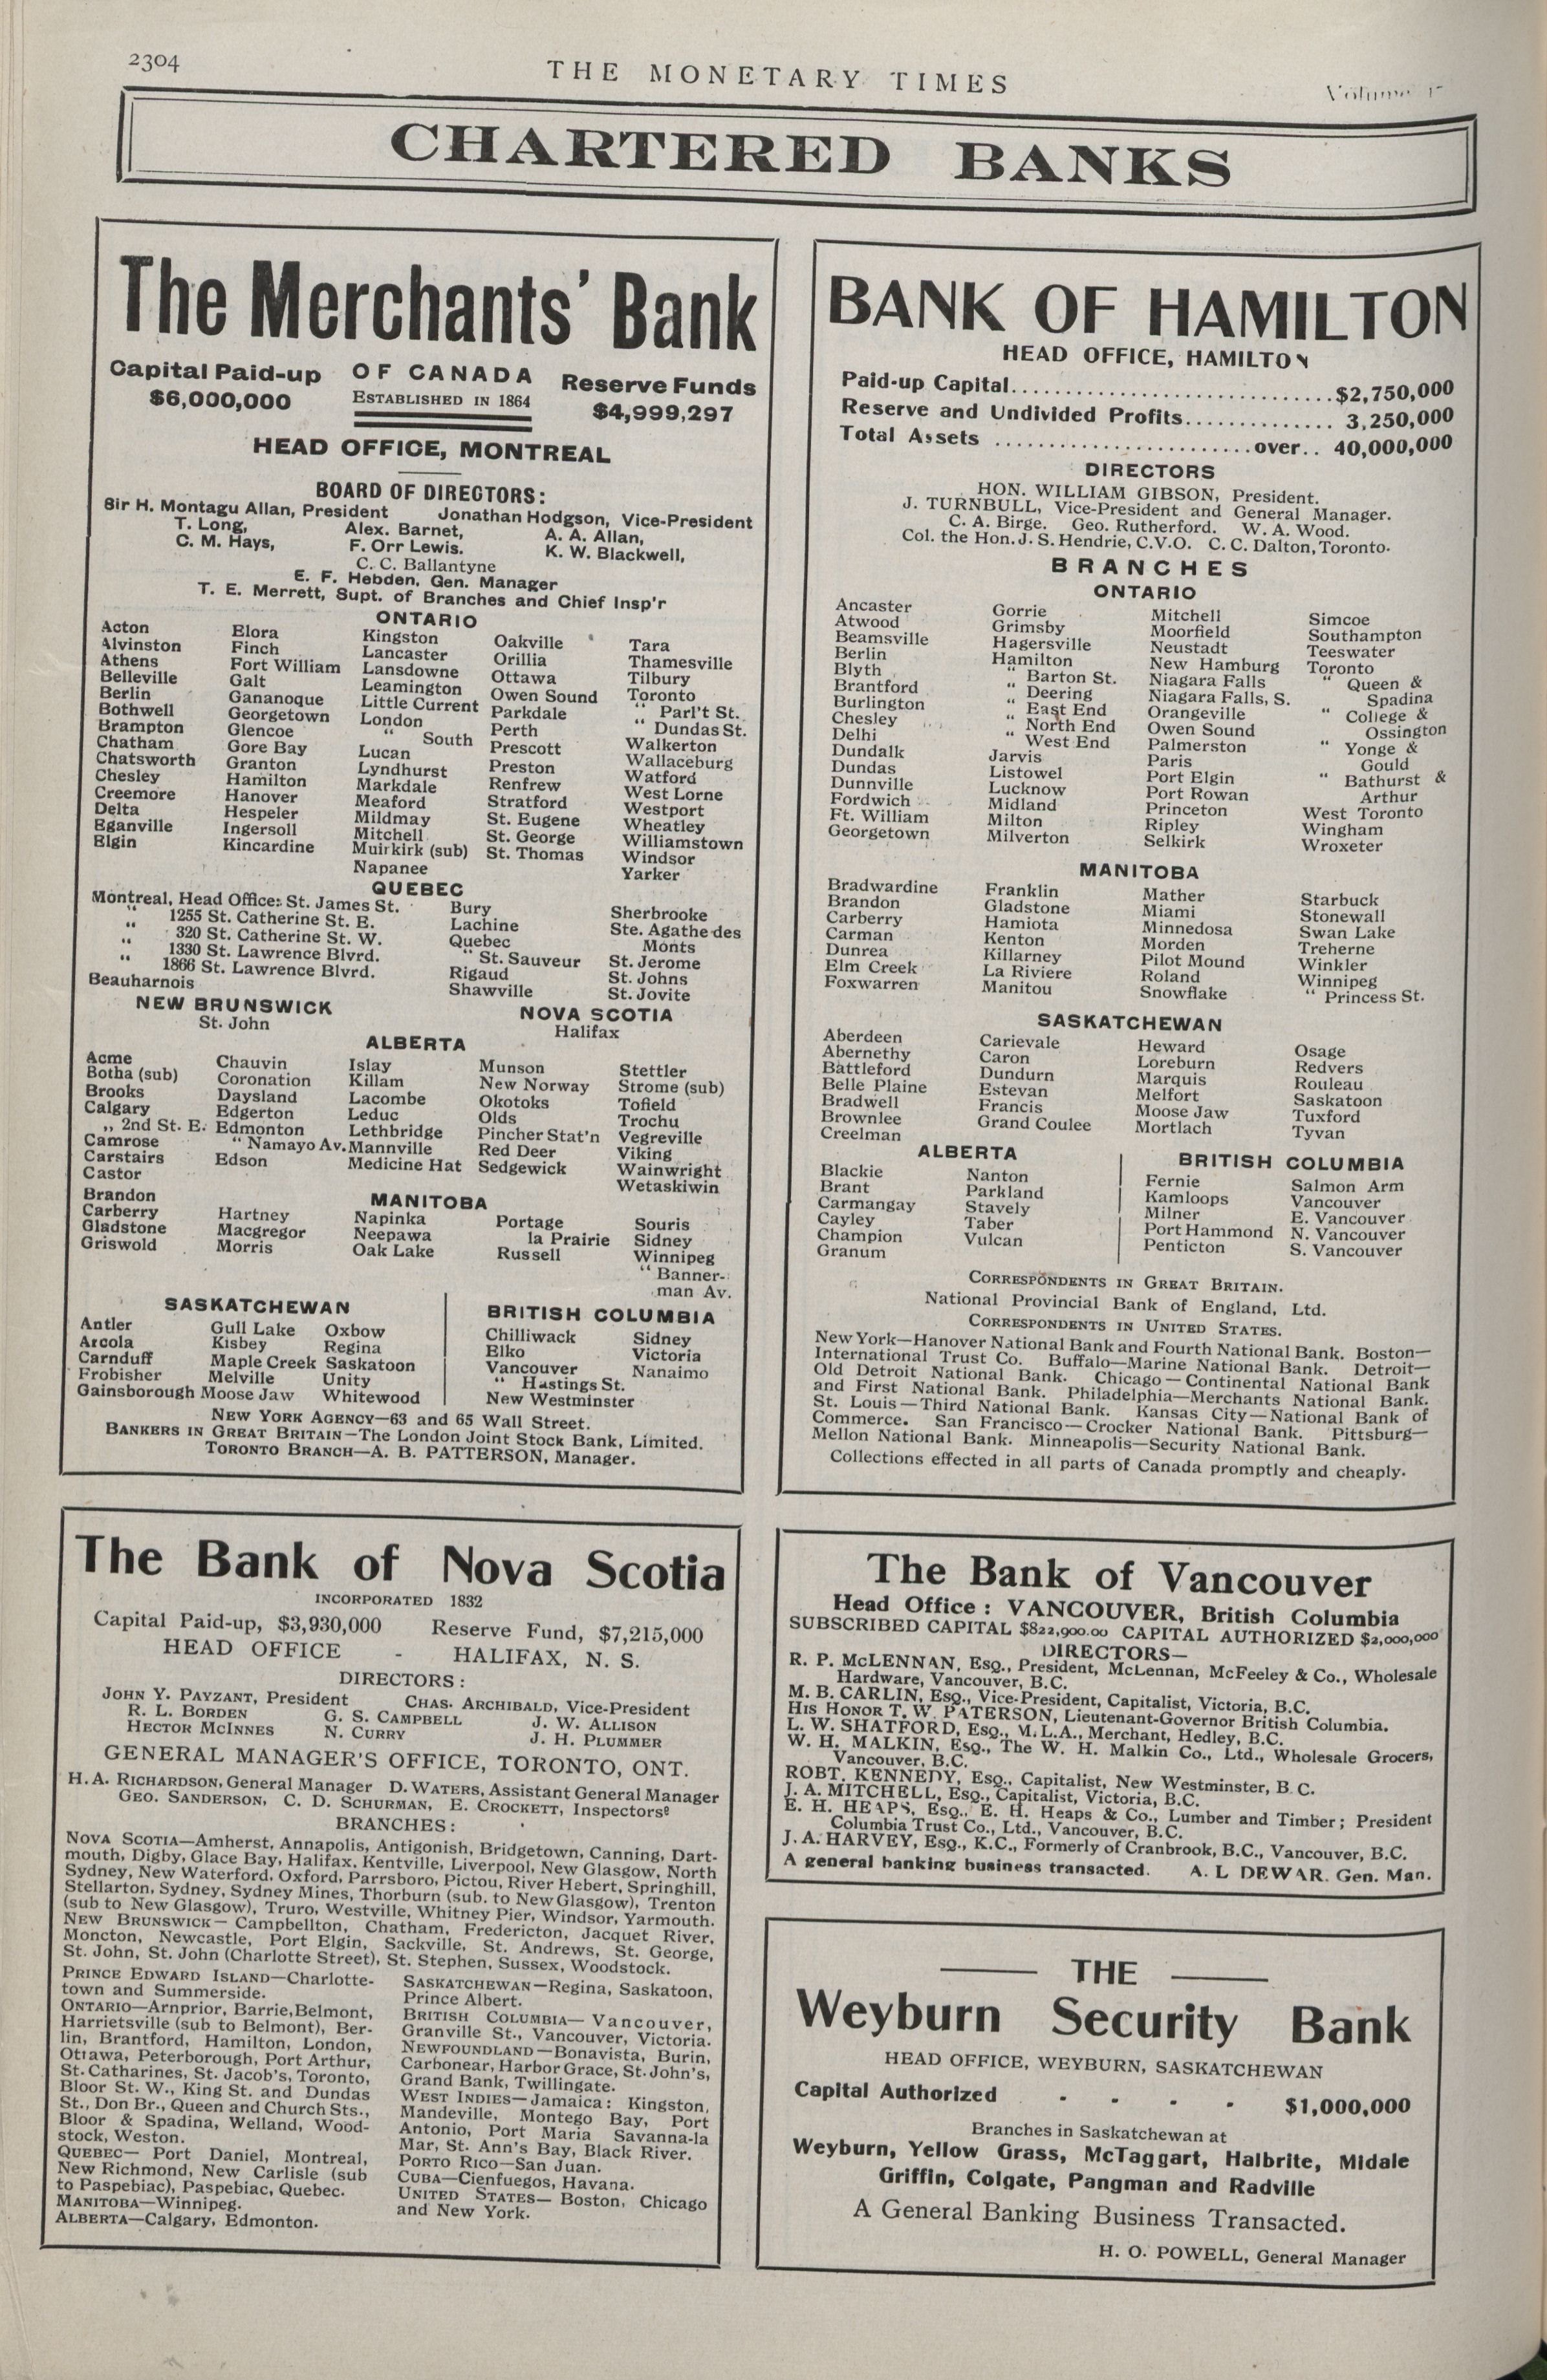 2304
THE MONETARY TIMES
Volume
CHARTERED BANKS
The Merchants' Bank
Capital Paid-up OF CANADA Reserve Funds
$6,000,000 ESTABLISHED IN 1864 $4,999,297
HEAD OFFICE, MONTREAL
BOARD OF DIRECTORS:
Sir H. Montagu Allan, President Jonathan Hodgson, Vice-President
T. Long, Alex. Barnet, A. A. Allan,
C. M. Hays, F. Orr Lewis. K. W. Blackwell,
C. C. Ballantyne
E. F. Hebden, Gen. Manager
T. E. Merrett, Supt. of Branches and Chief Insp'r
ONTARIO
Acton Elora Kingston Oakville Tara
Alvinston Finch Lancaster Orillia Thamesville
Athens Fort William Lansdowne Ottawa Tilbury
Belleville Galt Leamington Owen Sound Toronto
Berlin Gananoque Little Current Parkdale " Parl't St.
Bothwell Georgetown London Perth " Dundas St.
Brampton Glencoe " South Prescott Walkerton
Chatham Gore Bay Lucan Preston Wallaceburg
Chatsworth Granton Lyndhurst Renfrew Watford
Chesley Hamilton Markdale Stratford West Lorne
Creemore Hanover Meaford St. Eugene Westport
Delta Hespeler Mildmay St. George Wheatley
Eganville Ingersoll Mitchell St. Thomas Williamstown
Elgin Kincardine Muirkirk (sub) Windsor
Napanee Yarker
QUEBEC
Montreal, Head Office: St. James St. Bury Sherbrooke
" 1255 St. Catherine St. E. Lachine Ste. Agathe des
" 320 St. Catherine St. W. Quebec Monts
" 1330 St. Lawrence Blvrd. " St. Sauveur St. Jerome
" 1866 St. Lawrence Blvrd. Rigaud St. Johns
Beauharnois Shawville St. Jovite
NEW BRUNSWICK NOVA SCOTIA
St. John Halifax
ALBERTA
Acme Chauvin Islay Munson Stettler
Botha (sub) Coronation Killam New Norway Strome (sub)
Brooks Daysland Lacombe Okotoks Tofield
Calgary Edgerton Leduc Olds Trochu
,, 2nd St. E. Edmonton Lethbridge Pincher Stat'n Vegreville
Camrose " Namayo Av. Mannville Red Deer Viking
Carstairs Edson Medicine Hat Sedgewick Wainwright
Castor Wetaskiwin
MANITOBA
Brandon Hartney Napinka Portage Souris
Carberry Macgregor Neepawa la Prairie Sidney
Gladstone Morris Oak Lake Russell Winnipeg
Griswold " Banner-
man Av.
SASKATCHEWAN
Antler Gull Lake Oxbow
Arcola Kisbey Regina
Carnduff Maple Creek Saskatoon
Frobisher Melville Unity
Gainsborough Moose Jaw Whitewood
BRITISH COLUMBIA
Chilliwack Sidney
Elko Victoria
Vancouver Nanaimo
" Hastings St.
New Westminster
NEW YORK AGENCY—63 and 65 Wall Street.
BANKERS IN GREAT BRITAIN—The London Joint Stock Bank, Limited.
TORONTO BRANCH—A. B. PATTERSON, Manager.
BANK OF HAMILTON
HEAD OFFICE, HAMILTON
Paid-up Capital..............................$2,750,000
Reserve and Undivided Profits.............. 3,250,000
Total Assets ........................over.. 40,000,000
DIRECTORS
HON. WILLIAM GIBSON, President.
J. TURNBULL, Vice-President and General Manager.
C. A. Birge. Geo. Rutherford. W. A. Wood.
Col. the Hon. J. S. Hendrie, C.V.O. C. C. Dalton, Toronto.
BRANCHES
ONTARIO
Ancaster Gorrie Mitchell Simcoe
Atwood Grimsby Moorfield Southampton
Beamsville Hagersville Neustadt Teeswater
Berlin Hamilton New Hamburg Toronto
Blyth " Barton St. Niagara Falls " Queen &
Brantford " Deering Niagara Falls, S. Spadina
Burlington " East End Orangeville " College &
Chesley " North End Owen Sound Ossington
Delhi " West End Palmerston " Yonge &
Dundalk Jarvis Paris Gould
Dundas Listowel Port Elgin " Bathurst &
Dunnville Lucknow Port Rowan Arthur
Fordwich Midland Princeton West Toronto
Ft. William Milton Ripley Wingham
Georgetown Milverton Selkirk Wroxeter
MANITOBA
Bradwardine Franklin Mather Starbuck
Brandon Gladstone Miami Stonewall
Carberry Hamiota Minnedosa Swan Lake
Carman Kenton Morden Treherne
Dunrea Killarney Pilot Mound Winkler
Elm Creek La Riviere Roland Winnipeg
Foxwarren Manitou Snowflake " Princess St.
SASKATCHEWAN
Aberdeen Carievale Heward Osage
Abernethy Caron Loreburn Redvers
Battleford Dundurn Marquis Rouleau
Belle Plaine Estevan Melfort Saskatoon
Bradwell Francis Moose Jaw Tuxford
Brownlee Grand Coulee Mortlach Tyvan
Creelman
ALBERTA
Blackie Nanton
Brant Parkland
Carmangay Stavely
Cayley Taber
Champion Vulcan
Granum
BRITISH COLUMBIA
Fernie Salmon Arm
Kamloops Vancouver
Milner E. Vancouver
Port Hammond N. Vancouver
Penticton S. Vancouver
CORRESPONDENTS IN GREAT BRITAIN.
National Provincial Bank of England, Ltd.
CORRESPONDENTS IN UNITED STATES.
New York—Hanover National Bank and Fourth National Bank. Boston—
International Trust Co. Buffalo—Marine National Bank. Detroit—
Old Detroit National Bank. Chicago—Continental National Bank
and First National Bank. Philadelphia—Merchants National Bank.
St. Louis—Third National Bank. Kansas City—National Bank of
Commerce. San Francisco—Crocker National Bank. Pittsburg—
Mellon National Bank. Minneapolis—Security National Bank.
Collections effected in all parts of Canada promptly and cheaply.
The Bank of Nova Scotia
INCORPORATED 1832
Capital Paid-up, $3,930,000 Reserve Fund, $7,215,000
HEAD OFFICE - HALIFAX, N. S.
DIRECTORS:
JOHN Y. PAYZANT, President CHAS. ARCHIBALD, Vice-President
R. L. BORDEN G. S. CAMPBELL J. W. ALLISON
HECTOR MCINNES N. CURRY J. H. PLUMMER
GENERAL MANAGER'S OFFICE, TORONTO, ONT.
H. A. RICHARDSON, General Manager D. WATERS, Assistant General Manager
GEO. SANDERSON, C. D. SCHURMAN, E. CROCKETT, Inspectors
BRANCHES:
NOVA SCOTIA—Amherst, Annapolis, Antigonish, Bridgetown, Canning, Dart-
mouth, Digby, Glace Bay, Halifax, Kentville, Liverpool, New Glasgow, North
Sydney, New Waterford, Oxford, Parrsboro, Pictou, River Hebert, Springhill,
Stellarton, Sydney, Sydney Mines, Thorburn (sub. to New Glasgow), Trenton
(sub to New Glasgow), Truro, Westville, Whitney Pier, Windsor, Yarmouth.
NEW BRUNSWICK—Campbellton, Chatham, Fredericton, Jacquet River,
Moncton, Newcastle, Port Elgin, Sackville, St. Andrews, St. George,
St. John, St. John (Charlotte Street), St. Stephen, Sussex, Woodstock.
PRINCE EDWARD ISLAND—Charlotte-
town and Summerside.
ONTARIO—Arnprior, Barrie, Belmont,
Harrietsville (sub to Belmont), Ber-
lin, Brantford, Hamilton, London,
Ottawa, Peterborough, Port Arthur,
St. Catharines, St. Jacob's, Toronto,
Bloor St. W., King St. and Dundas
St., Don Br., Queen and Church Sts.,
Bloor & Spadina, Welland, Wood-
stock, Weston.
QUEBEC—Port Daniel, Montreal,
New Richmond, New Carlisle (sub
to Paspebiac), Paspebiac, Quebec.
MANITOBA—Winnipeg.
ALBERTA—Calgary, Edmonton.
SASKATCHEWAN—Regina, Saskatoon,
Prince Albert.
BRITISH COLUMBIA—Vancouver,
Granville St., Vancouver, Victoria.
NEWFOUNDLAND—Bonavista, Burin,
Carbonear, Harbor Grace, St. John's,
Grand Bank, Twillingate.
WEST INDIES—Jamaica: Kingston,
Mandeville, Montego Bay, Port
Antonio, Port Maria Savanna-la
Mar, St. Ann's Bay, Black River.
PORTO RICO—San Juan.
CUBA—Cienfuegos, Havana.
UNITED STATES—Boston, Chicago
and New York.
The Bank of Vancouver
Head Office: VANCOUVER, British Columbia
SUBSCRIBED CAPITAL $822,900.00 CAPITAL AUTHORIZED $2,000,000
DIRECTORS—
R. P. McLENNAN, Esq., President, McLennan, McFeeley & Co., Wholesale
Hardware, Vancouver, B.C.
M. B. CARLIN, Esq., Vice-President, Capitalist, Victoria, B.C.
HIS HONOR T. W. PATERSON, Lieutenant-Governor British Columbia.
L. W. SHATFORD, Esq., M.L.A., Merchant, Hedley, B.C.
W. H. MALKIN, Esq., The W. H. Malkin Co., Ltd., Wholesale Grocers,
Vancouver, B.C.
ROBT. KENNEDY, Esq., Capitalist, New Westminster, B.C.
J. A. MITCHELL, Esq., Capitalist, Victoria, B.C.
E. H. HEAPS, Esq., E. H. Heaps & Co., Lumber and Timber; President
Columbia Trust Co., Ltd., Vancouver, B.C.
J. A. HARVEY, Esq., K.C., Formerly of Cranbrook, B.C., Vancouver, B.C.
A general banking business transacted. A. L DEWAR. Gen. Man.
THE
Weyburn Security Bank
HEAD OFFICE, WEYBURN, SASKATCHEWAN
Capital Authorized - - - - $1,000,000
Branches in Saskatchewan at
Weyburn, Yellow Grass, McTaggart, Halbrite, Midale
Griffin, Colgate, Pangman and Radville
A General Banking Business Transacted.
H. O. POWELL, General Manager